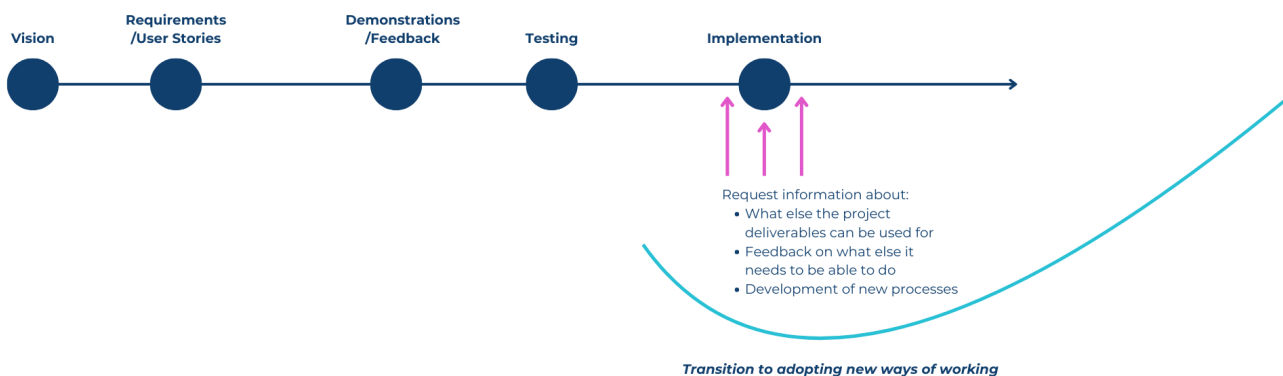 Vision
Requirements
/User Stories
Demonstrations
/Feedback
Testing
Implementation
Request information about:
• What else the project
deliverables can be used for
• Feedback on what else it
needs to be able to do
• Development of new processes
Transition to adopting new ways of working